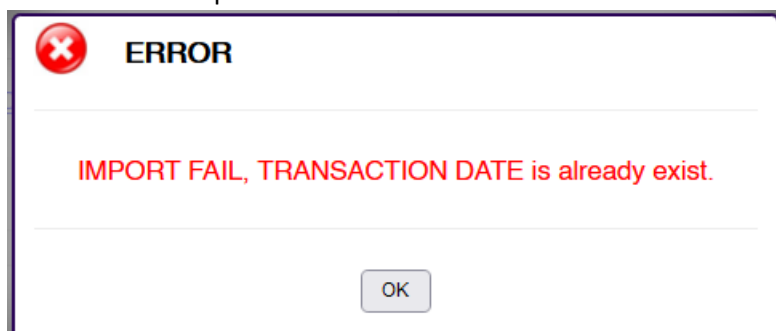 ERROR
IMPORT FAIL, TRANSACTION DATE is already exist.
OK